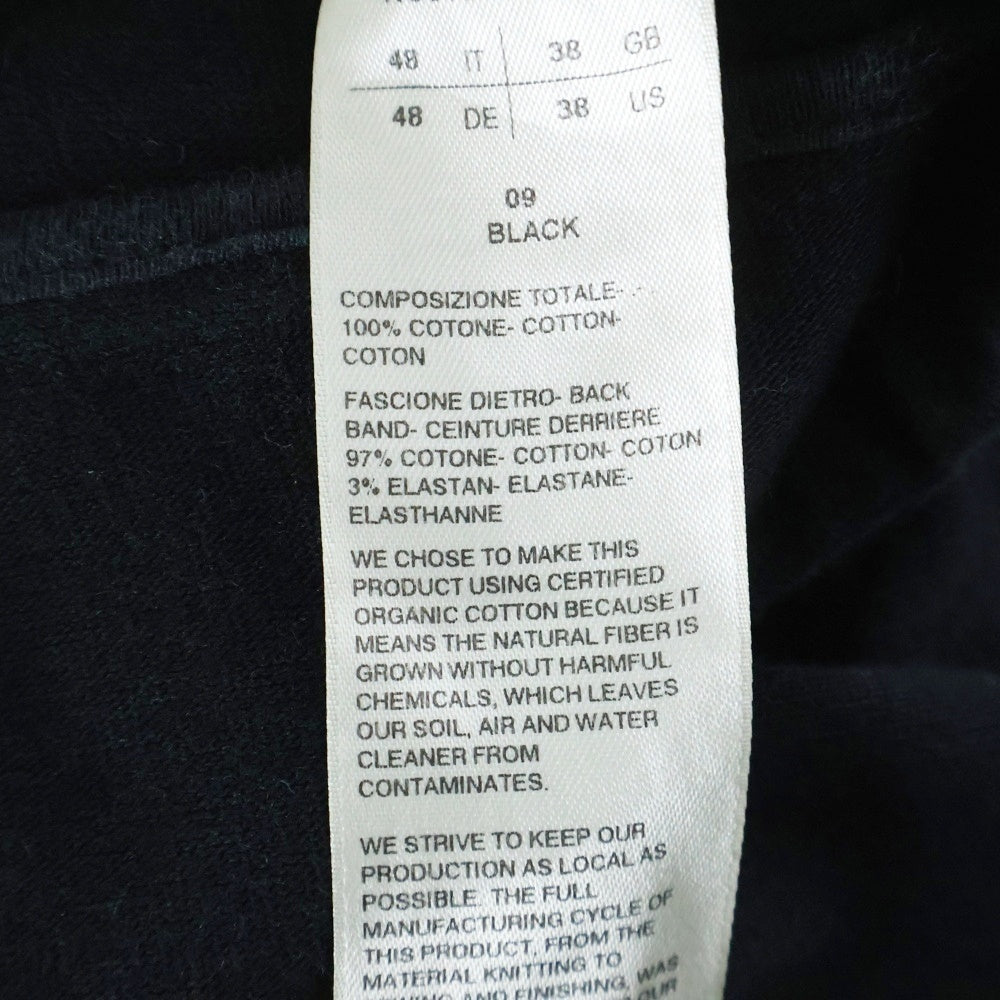 48 IT 38 GB
48 DE 38 US
09
BLACK
COMPOSIZIONE TOTALE-
100% COTONE- COTTON-
COTON
FASCIONE DIETRO- BACK
BAND- CEINTURE DERRIERE
97% COTONE- COTTON- COTON
3% ELASTAN- ELASTANE-
ELASTHANNE
WE CHOSE TO MAKE THIS
PRODUCT USING CERTIFIED
ORGANIC COTTON BECAUSE IT
MEANS THE NATURAL FIBER IS
GROWN WITHOUT HARMFUL
CHEMICALS, WHICH LEAVES
OUR SOIL, AIR AND WATER
CLEANER FROM
CONTAMINATES.
WE STRIVE TO KEEP OUR
PRODUCTION AS LOCAL AS
POSSIBLE. THE FULL
MANUFACTURING CYCLE OF
THIS PRODUCT, FROM THE
MATERIAL KNITTING TO
AND FINISHING, WAS
OUR